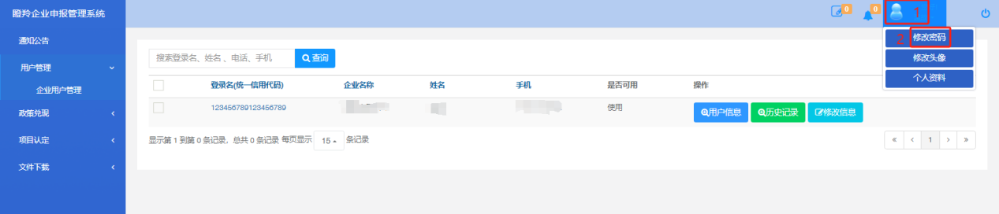 瞪羚企业申报管理系统
0
0
1
通知公告
2 修改密码
修改头像
个人资料
搜索登录名、姓名 、电话、手机
查询
用户管理
企业用户管理
登录名(统一信用代码) 企业名称 姓名 手机 是否可用 操作
123456789123456789 使用 用户信息 历史记录 修改信息
政策兑现
项目认定
显示第 1 到第 0 条记录，总共 0 条记录 每页显示 15 条记录
« < 1 > »
文件下载